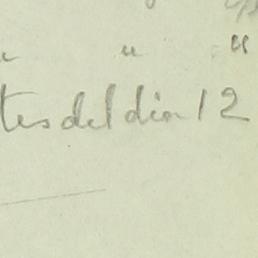 " " "
tes del dia 12